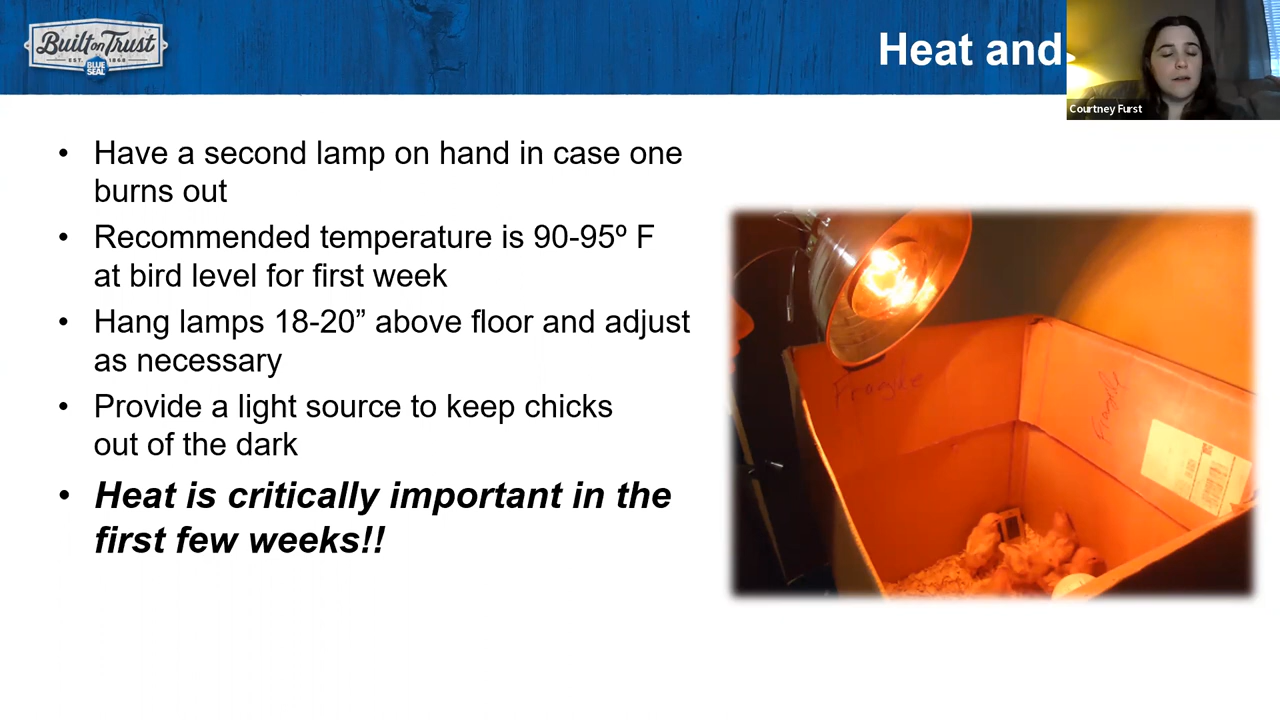 Built on Trust
EST. 1868
BLUE
SEAL
Heat and
Courtney Furst
• Have a second lamp on hand in case one
burns out
• Recommended temperature is 90-95º F
at bird level for first week
• Hang lamps 18-20” above floor and adjust
as necessary
• Provide a light source to keep chicks
out of the dark
• Heat is critically important in the
first few weeks!!
Fragile
Fragile